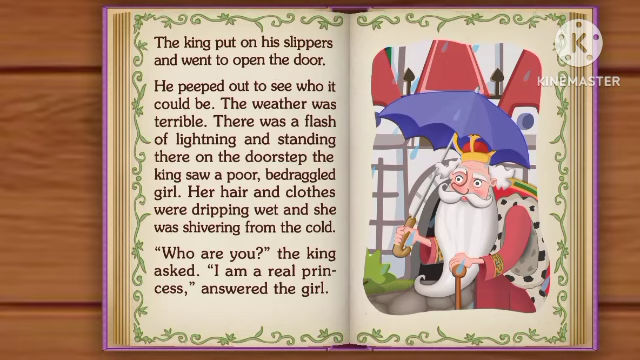 The king put on his slippers
and went to open the door.
He peeped out to see who it
could be. The weather was
terrible. There was a flash
of lightning and standing
there on the doorstep the
king saw a poor, bedraggled
girl. Her hair and clothes
were dripping wet and she
was shivering from the cold.
“Who are you?” the king
asked. “I am a real prin-
cess,” answered the girl.
K
KINEMASTER